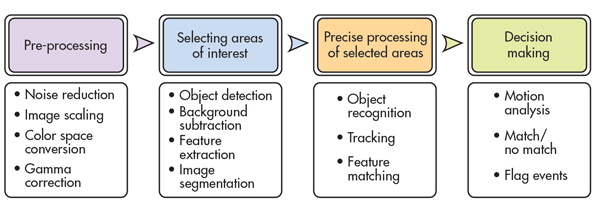 Pre-processing
Selecting areas
of interest
Precise processing
of selected areas
Decision
making
• Noise reduction
• Image scaling
• Color space
conversion
• Gamma
correction
• Object detection
• Background
subtraction
• Feature
extraction
• Image
segmentation
• Object
recognition
• Tracking
• Feature
matching
• Motion
analysis
• Match/
no match
• Flag events